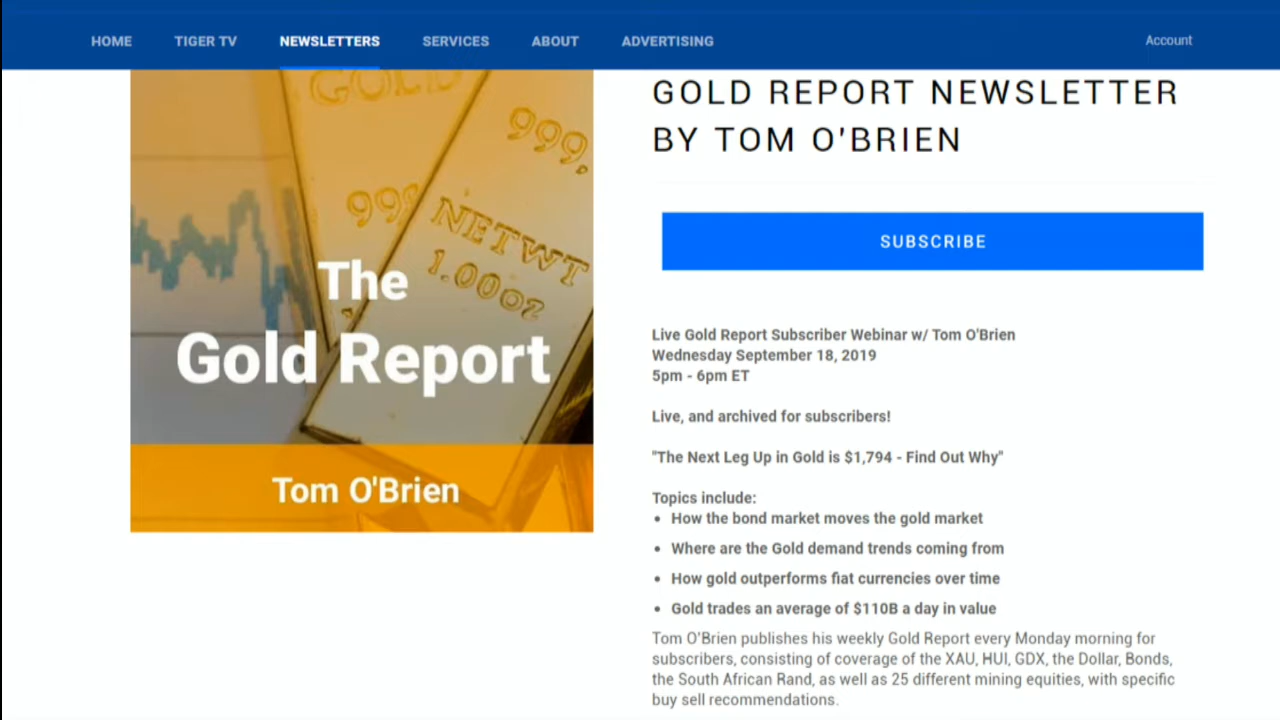 HOME TIGER TV NEWSLETTERS SERVICES ABOUT ADVERTISING Account
GOLD
999.
999
NETWT
1.00OZ
The
Gold Report
Tom O'Brien
GOLD REPORT NEWSLETTER
BY TOM O'BRIEN
SUBSCRIBE
Live Gold Report Subscriber Webinar w/ Tom O'Brien
Wednesday September 18, 2019
5pm - 6pm ET
Live, and archived for subscribers!
"The Next Leg Up in Gold is $1,794 - Find Out Why"
Topics include:
• How the bond market moves the gold market
• Where are the Gold demand trends coming from
• How gold outperforms fiat currencies over time
• Gold trades an average of $110B a day in value
Tom O'Brien publishes his weekly Gold Report every Monday morning for
subscribers, consisting of coverage of the XAU, HUI, GDX, the Dollar, Bonds,
the South African Rand, as well as 25 different mining equities, with specific
buy sell recommendations.